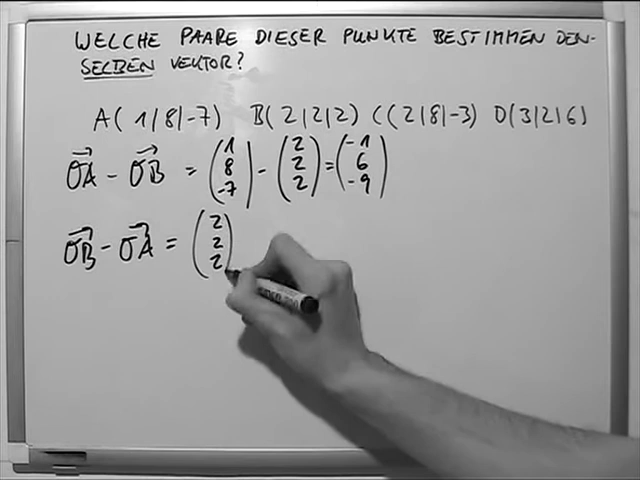 WELCHE PAARE DIESER PUNKTE BESTIMMEN DEN-
SELBEN VEKTOR?
A(1|8|-7) B(2|2|2) C(2|8|-3) D(3|2|6)
OA - OB = (1 8 -7) - (2 2 2) = (-1 6 -9)
OB - OA = (2 2 2)